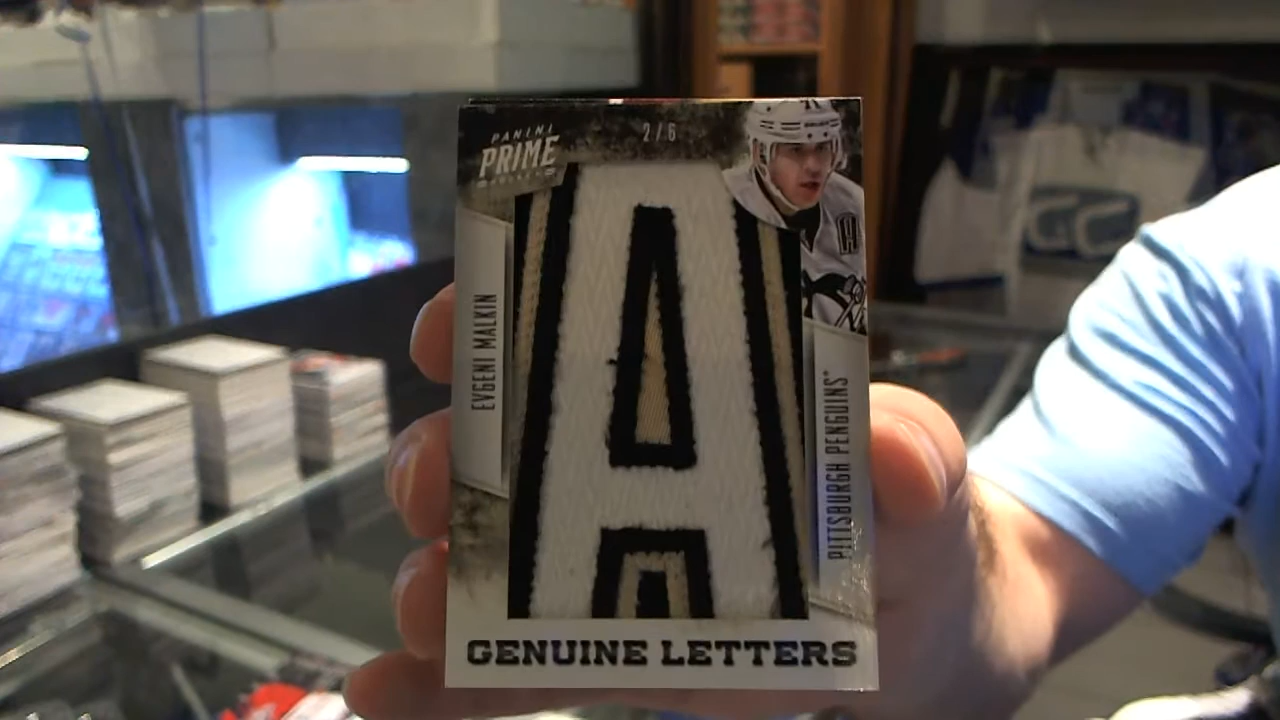 PANINI
PRIME
2/6
A
A
EVGENI MALKIN
PITTSBURGH PENGUINS®
GENUINE LETTERS